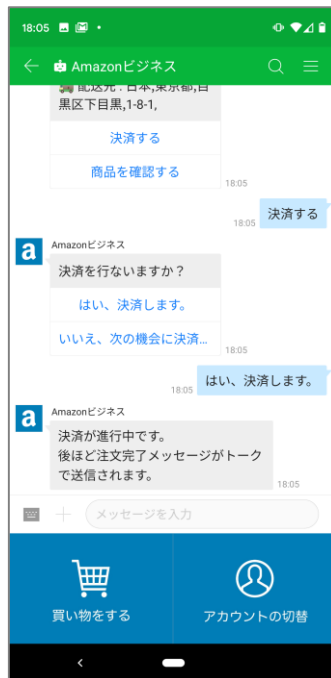 18:05
Amazonビジネス
配送先 : 日本,東京都,目
黒区下目黒,1-8-1,
決済する
商品を確認する
18:05
決済する
18:05
Amazonビジネス
決済を行ないますか？
はい、決済します。
いいえ、次の機会に決済...
18:05
はい、決済します。
18:05
Amazonビジネス
決済が進行中です。
後ほど注文完了メッセージがトーク
で送信されます。
18:05
メッセージを入力
買い物をする
アカウントの切替